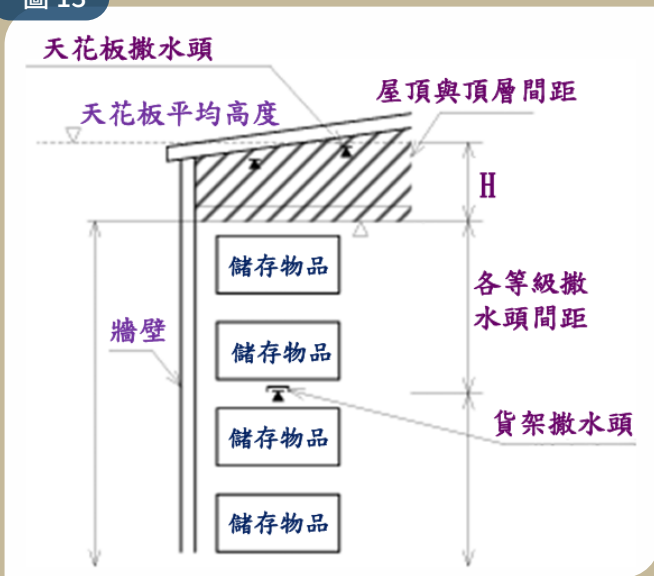 圖 15
天花板撒水頭
屋頂與頂層間距
天花板平均高度
H
儲存物品
各等級撒
水頭間距
牆壁
儲存物品
貨架撒水頭
儲存物品
儲存物品